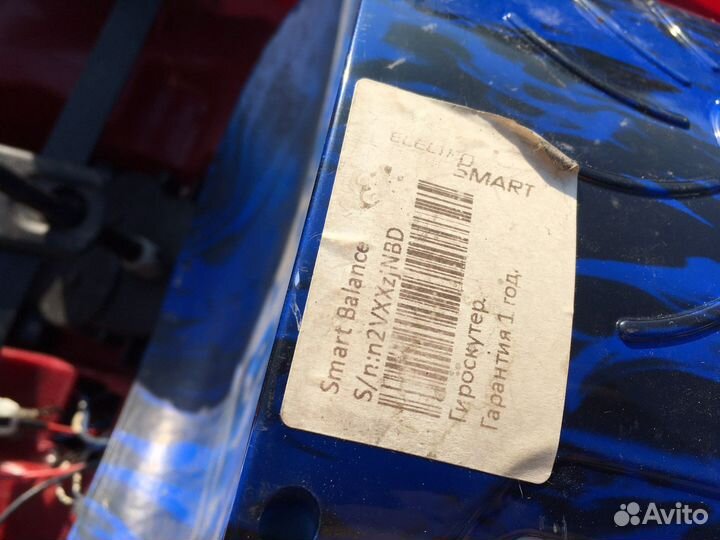 ELECTRO
SMART
Smart Balance
S/n:n2VXXzjNBD
Гироскутер.
Гарантия 1 год.
Avito